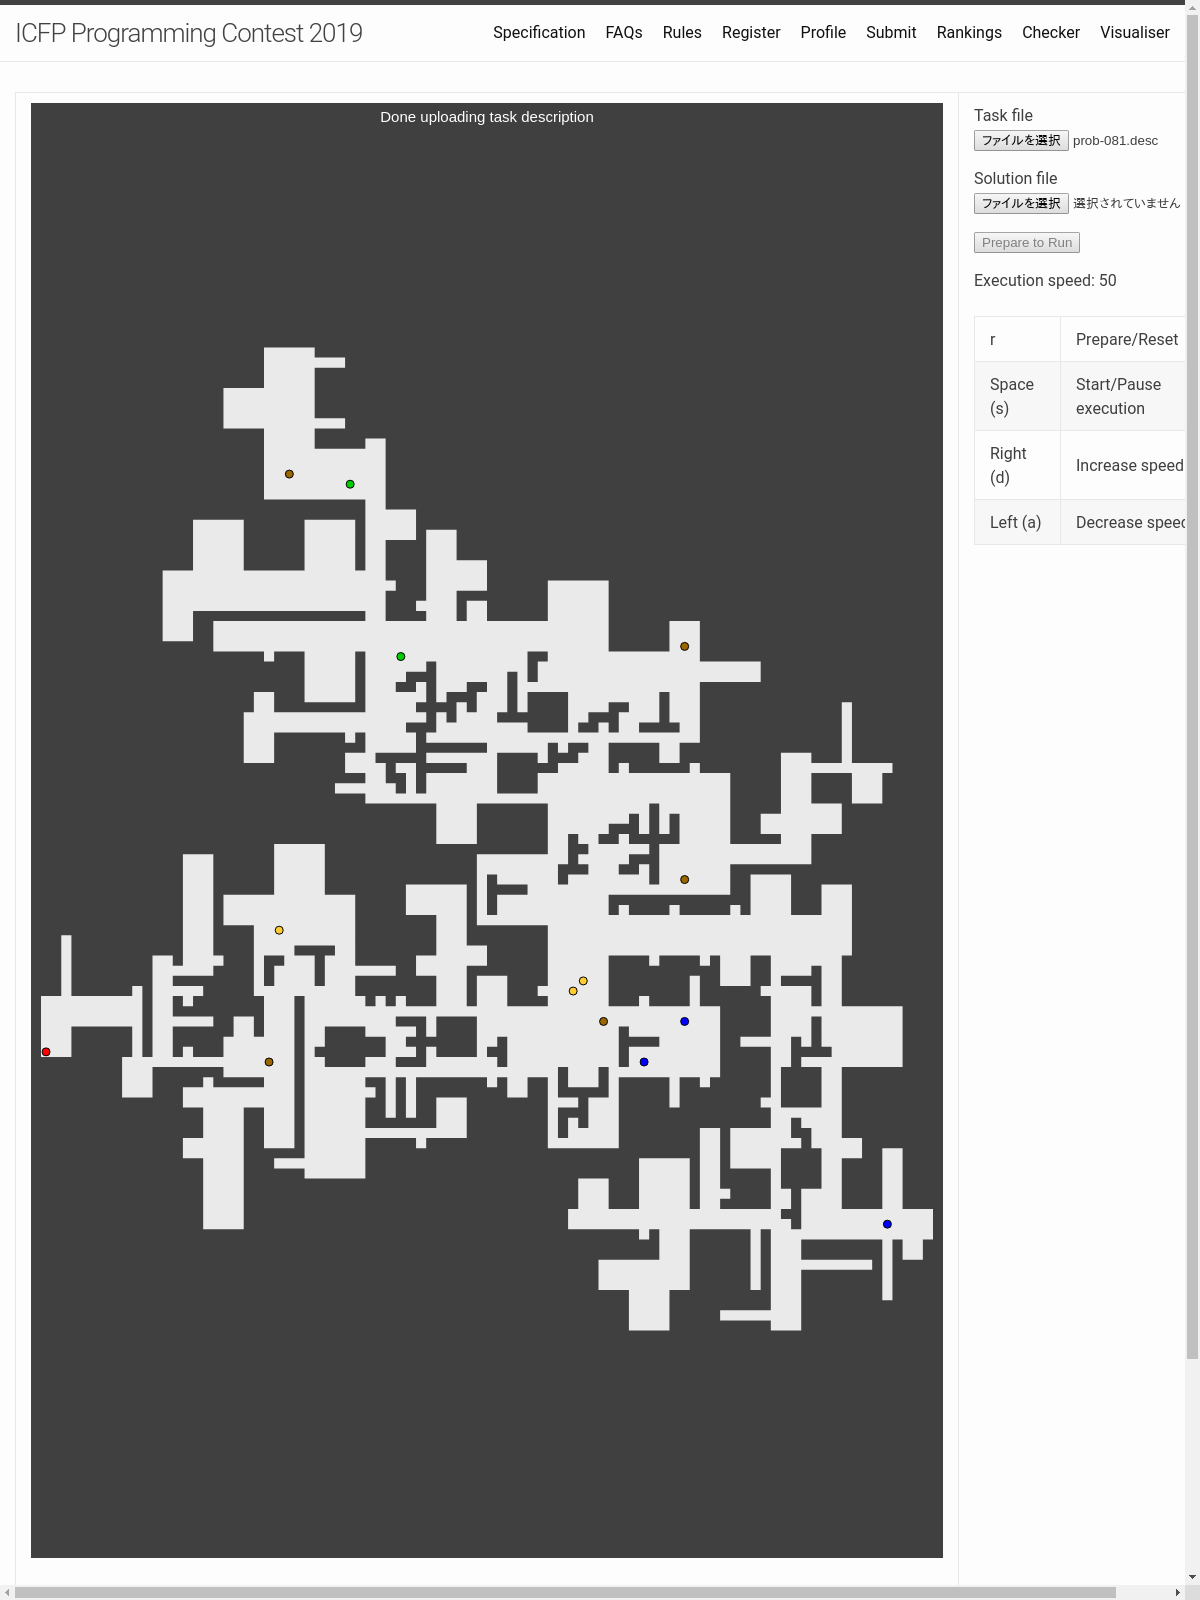 ICFP Programming Contest 2019
Specification FAQs Rules Register Profile Submit Rankings Checker Visualiser
Done uploading task description
Task file
ファイルを選択 prob-081.desc
Solution file
ファイルを選択 選択されていません
Prepare to Run
Execution speed: 50
r Prepare/Reset
Space (s) Start/Pause execution
Right (d) Increase speed
Left (a) Decrease speed